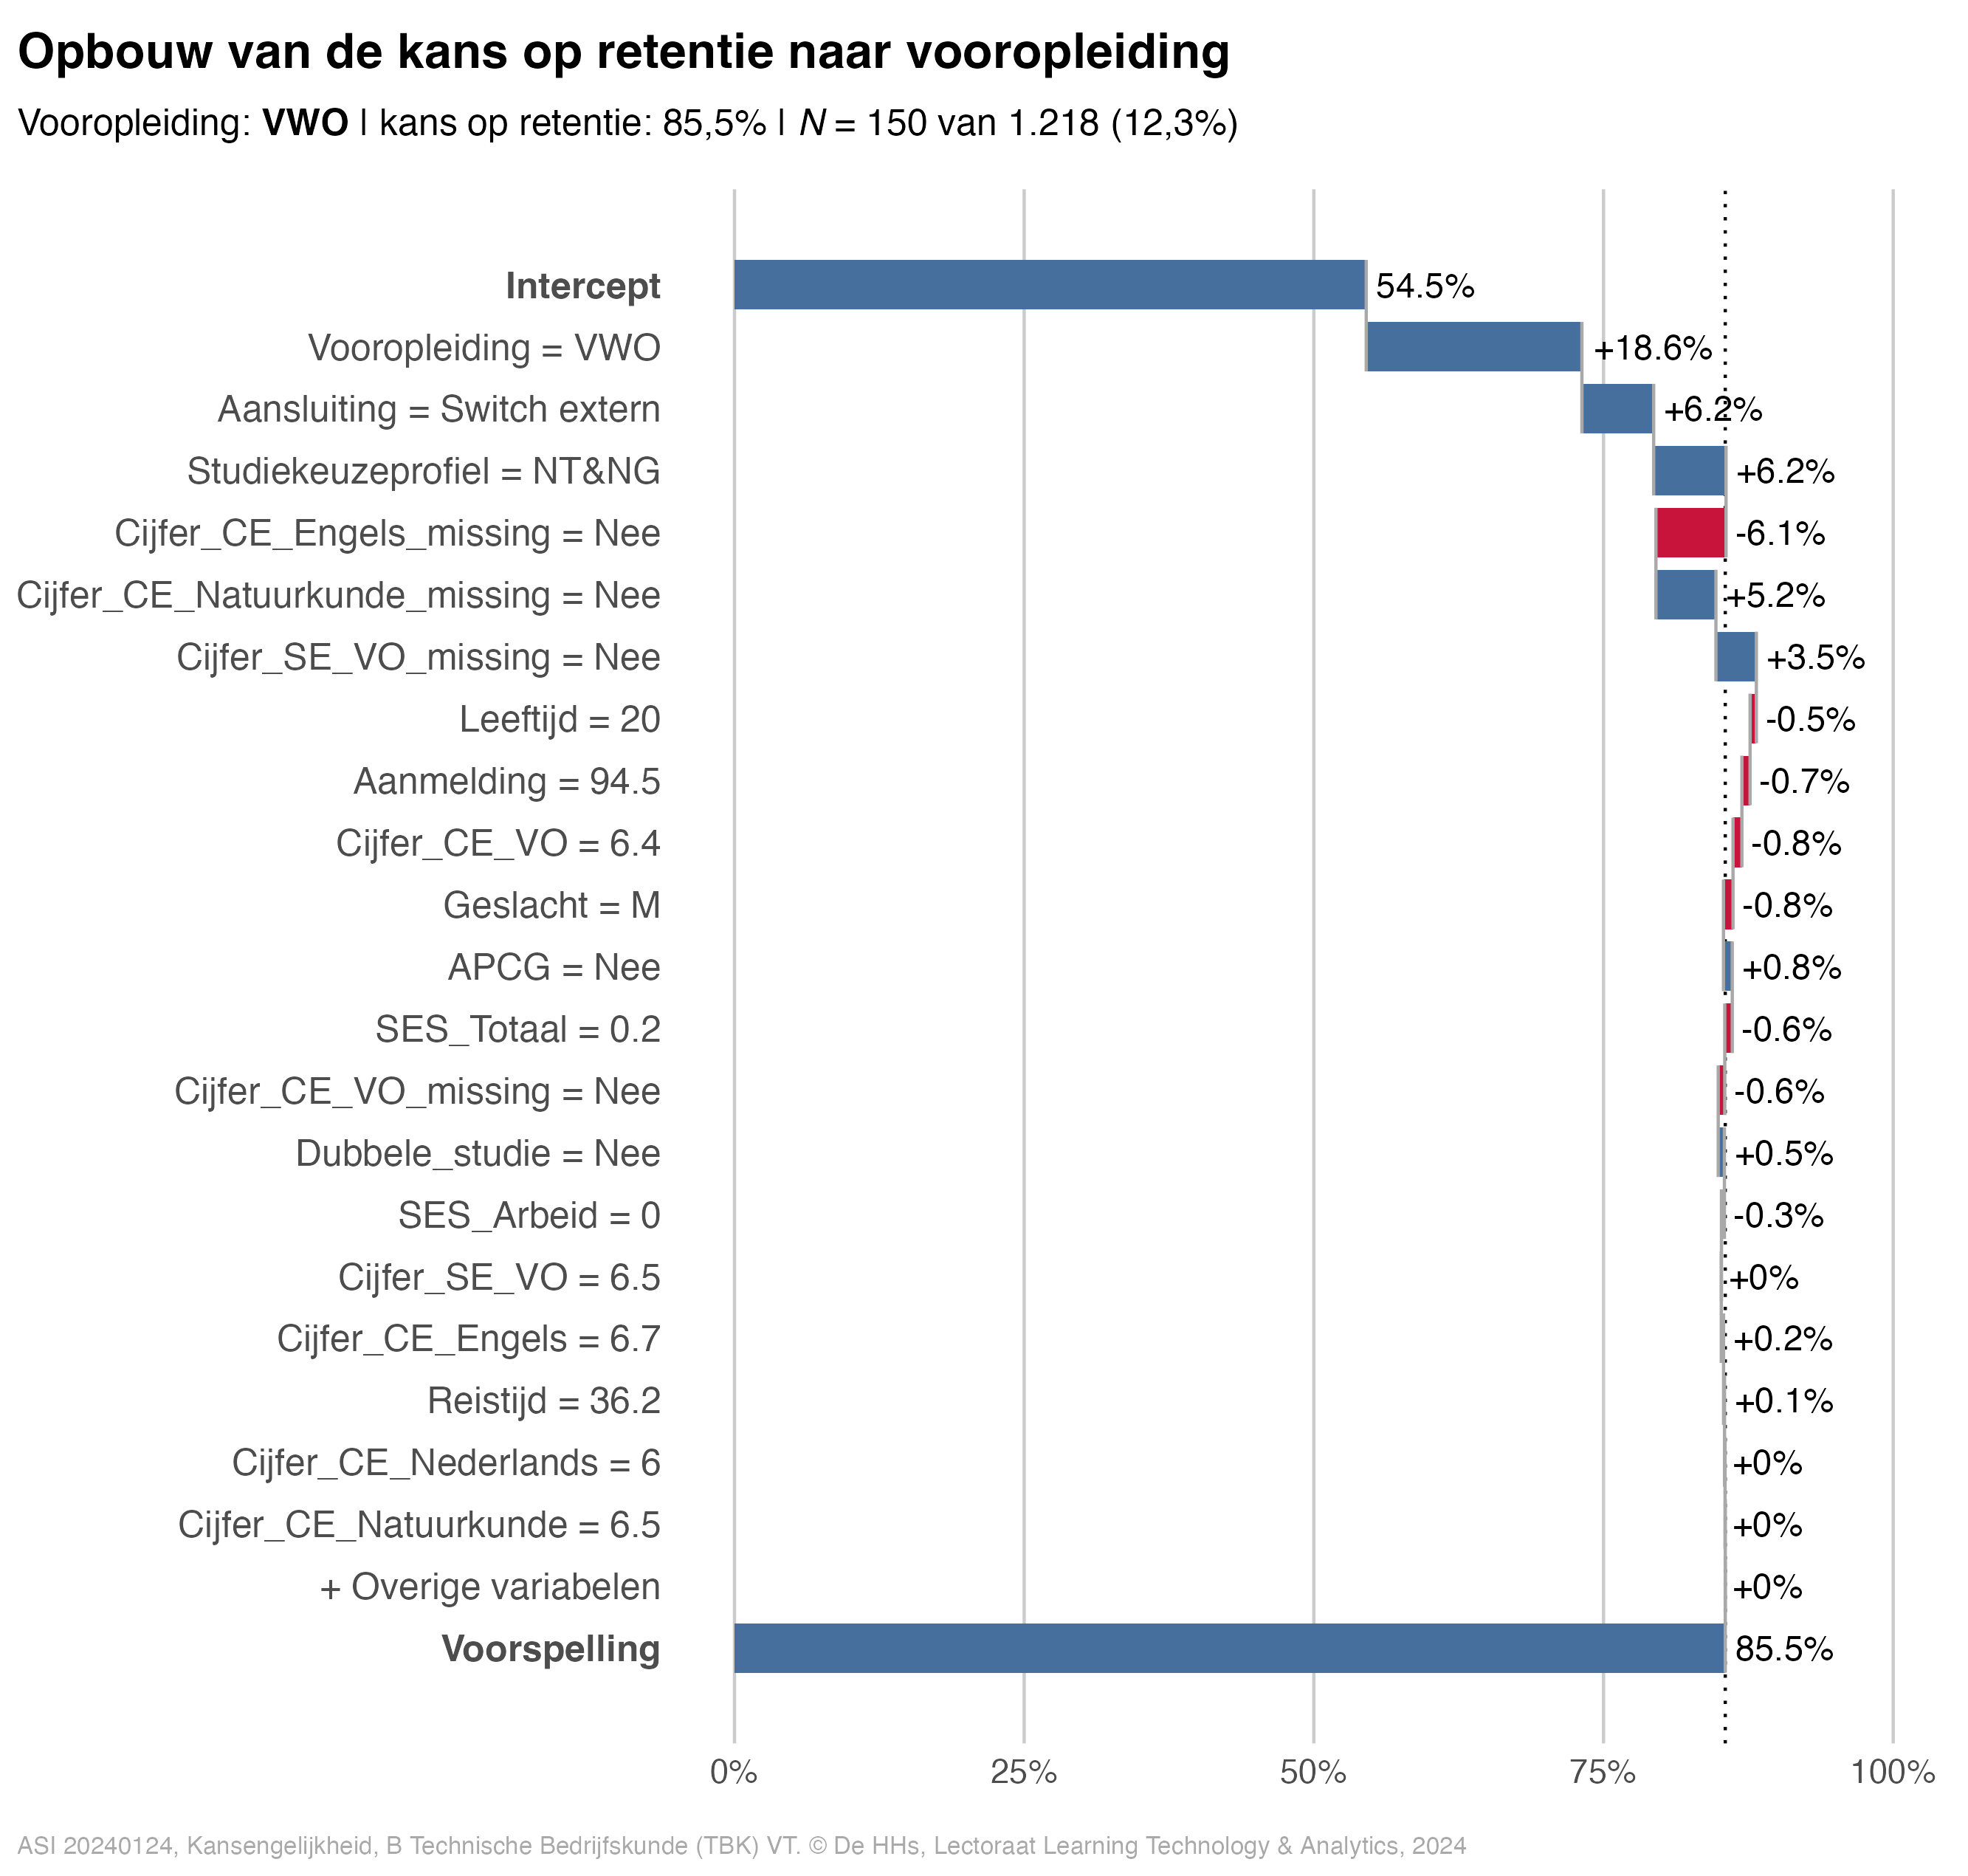 Opbouw van de kans op retentie naar vooropleiding
Vooropleiding: VWO | kans op retentie: 85,5% | N = 150 van 1.218 (12,3%)
Intercept 54.5%
Vooropleiding = VWO +18.6%
Aansluiting = Switch extern +6.2%
Studiekeuzeprofiel = NT&NG +6.2%
Cijfer_CE_Engels_missing = Nee -6.1%
Cijfer_CE_Natuurkunde_missing = Nee +5.2%
Cijfer_SE_VO_missing = Nee +3.5%
Leeftijd = 20 -0.5%
Aanmelding = 94.5 -0.7%
Cijfer_CE_VO = 6.4 -0.8%
Geslacht = M -0.8%
APCG = Nee +0.8%
SES_Totaal = 0.2 -0.6%
Cijfer_CE_VO_missing = Nee -0.6%
Dubbele_studie = Nee +0.5%
SES_Arbeid = 0 -0.3%
Cijfer_SE_VO = 6.5 +0%
Cijfer_CE_Engels = 6.7 +0.2%
Reistijd = 36.2 +0.1%
Cijfer_CE_Nederlands = 6 +0%
Cijfer_CE_Natuurkunde = 6.5 +0%
+ Overige variabelen +0%
Voorspelling 85.5%
0% 25% 50% 75% 100%
ASI 20240124, Kansengelijkheid, B Technische Bedrijfskunde (TBK) VT. © De HHs, Lectoraat Learning Technology & Analytics, 2024